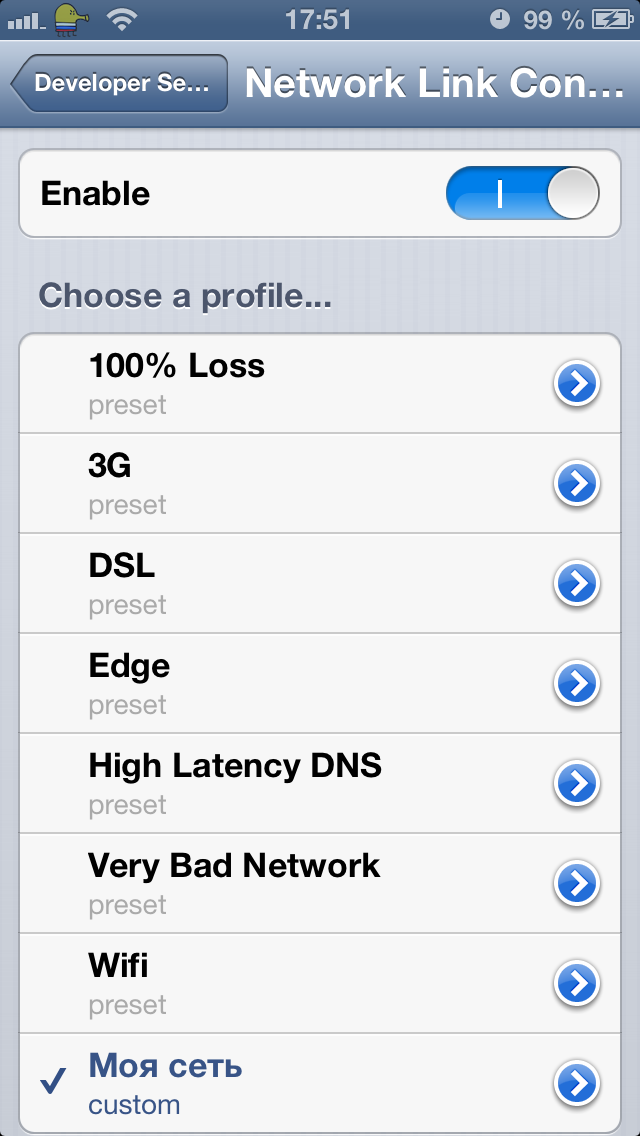 17:51 99 %
Developer Se... Network Link Con...
Enable
Choose a profile...
100% Loss
preset
3G
preset
DSL
preset
Edge
preset
High Latency DNS
preset
Very Bad Network
preset
Wifi
preset
Моя сеть
custom